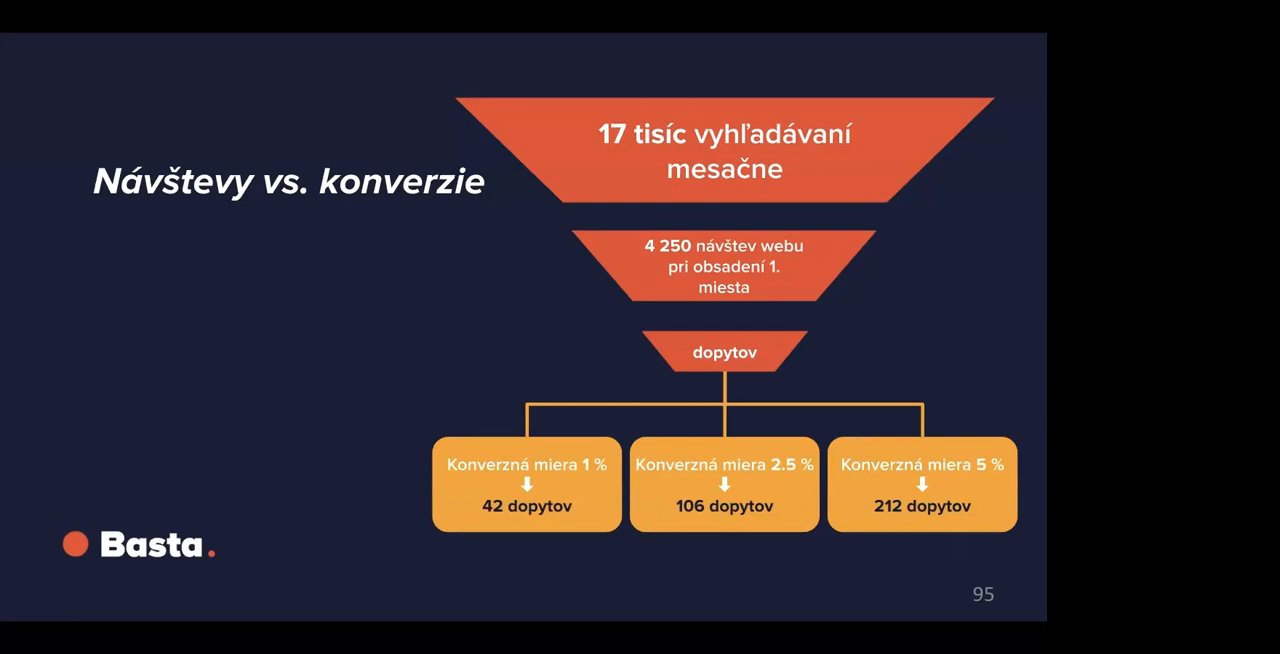 Návštevy vs. konverzie
17 tisíc vyhľadávaní
mesačne
4 250 návštev webu
pri obsadení 1.
miesta
dopytov
Konverzná miera 1 %
42 dopytov
Konverzná miera 2.5 %
106 dopytov
Konverzná miera 5 %
212 dopytov
Basta.
95